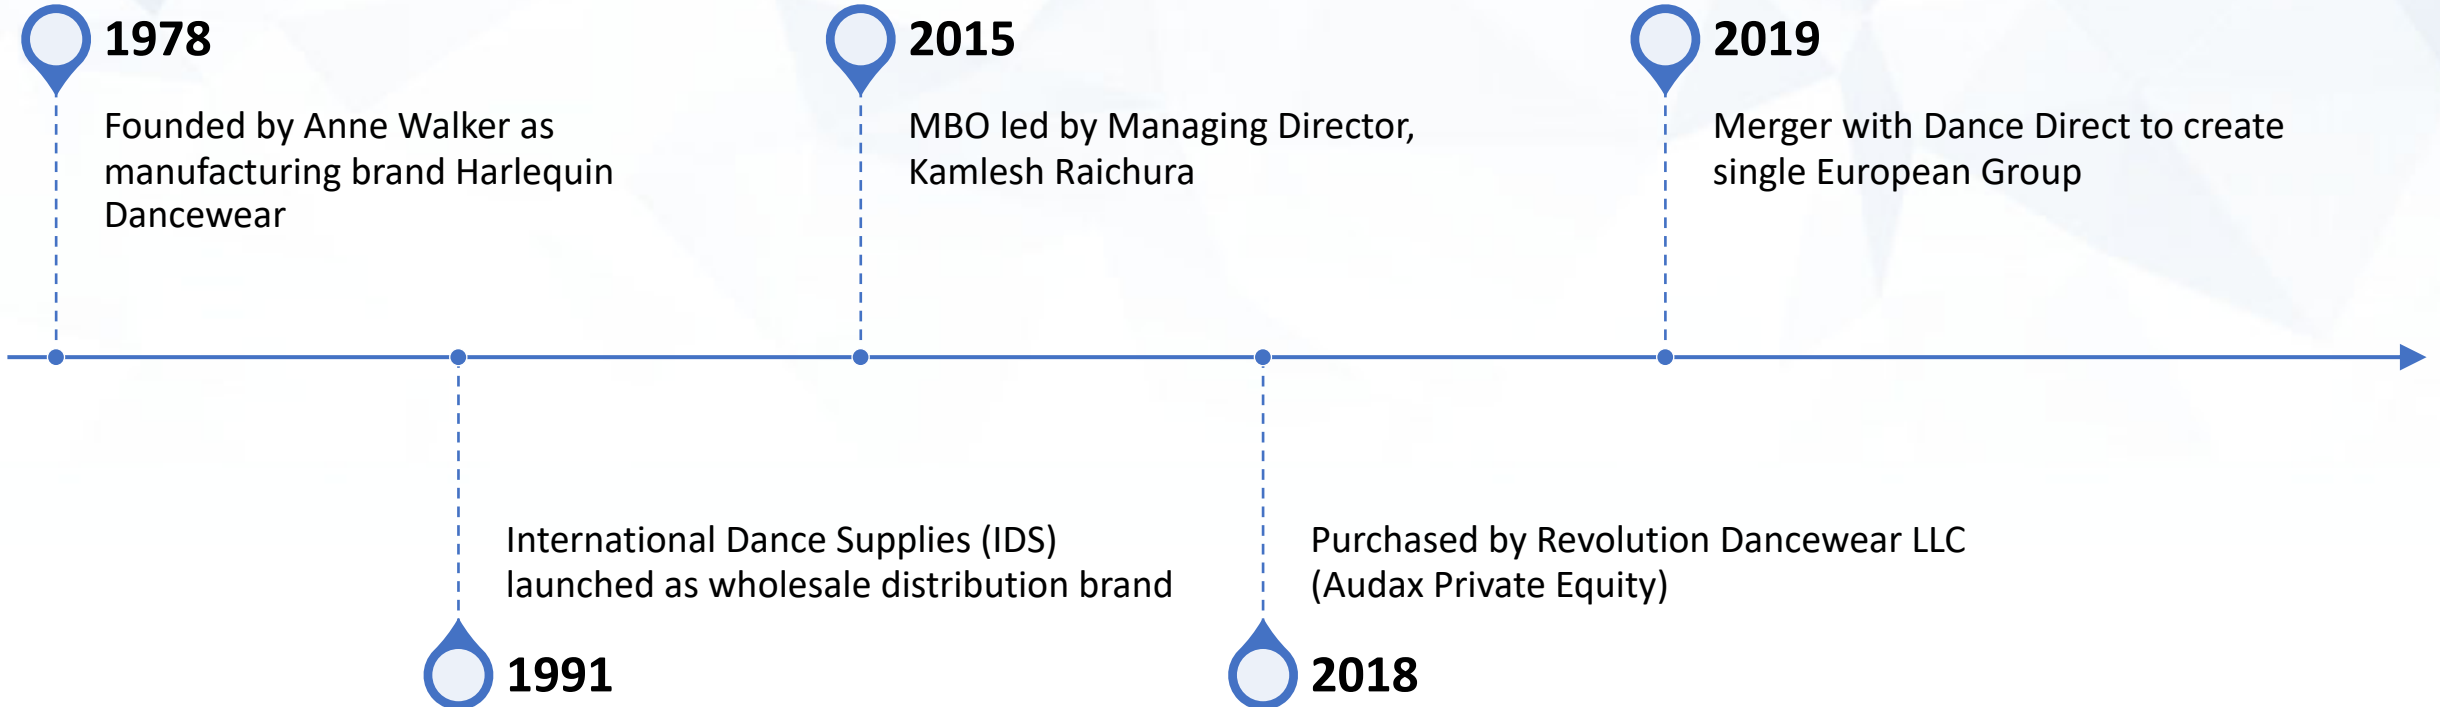 1978
Founded by Anne Walker as
manufacturing brand Harlequin
Dancewear
2015
MBO led by Managing Director,
Kamlesh Raichura
2019
Merger with Dance Direct to create
single European Group
International Dance Supplies (IDS)
launched as wholesale distribution brand
1991
Purchased by Revolution Dancewear LLC
(Audax Private Equity)
2018